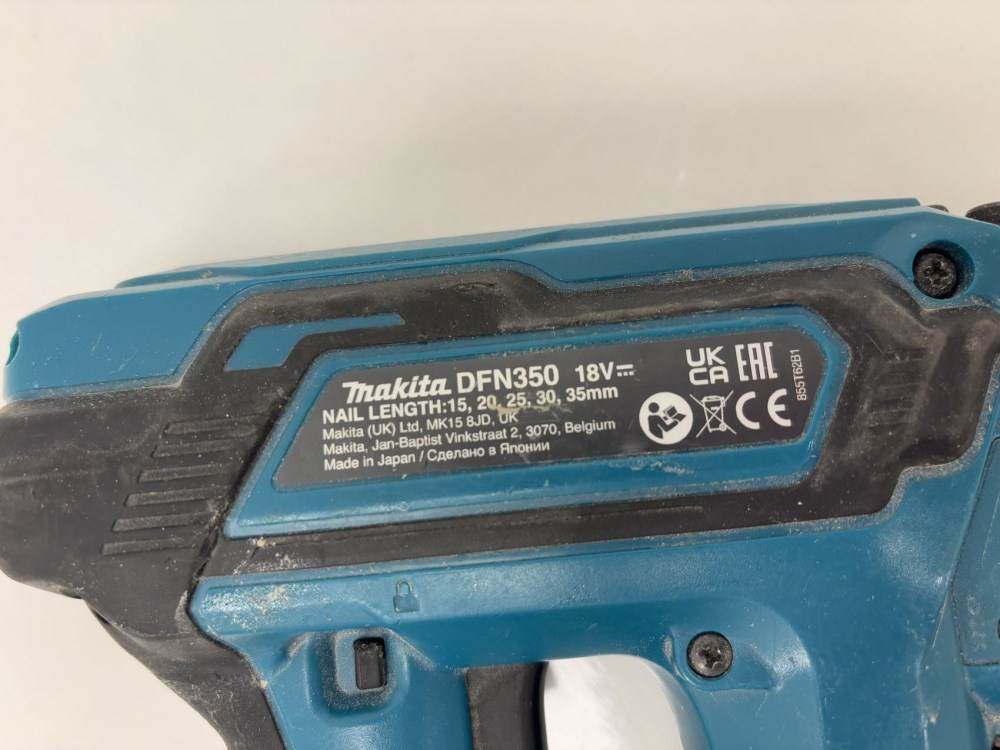 makita DFN350 18V
NAIL LENGTH:15, 20, 25, 30, 35mm
Makita (UK) Ltd, MK15 8JD, UK
Makita, Jan-Baptist Vinkstraat 2, 3070, Belgium
Made in Japan / Сделано в Японии
UK
CA
EAC
CE
855T62B1